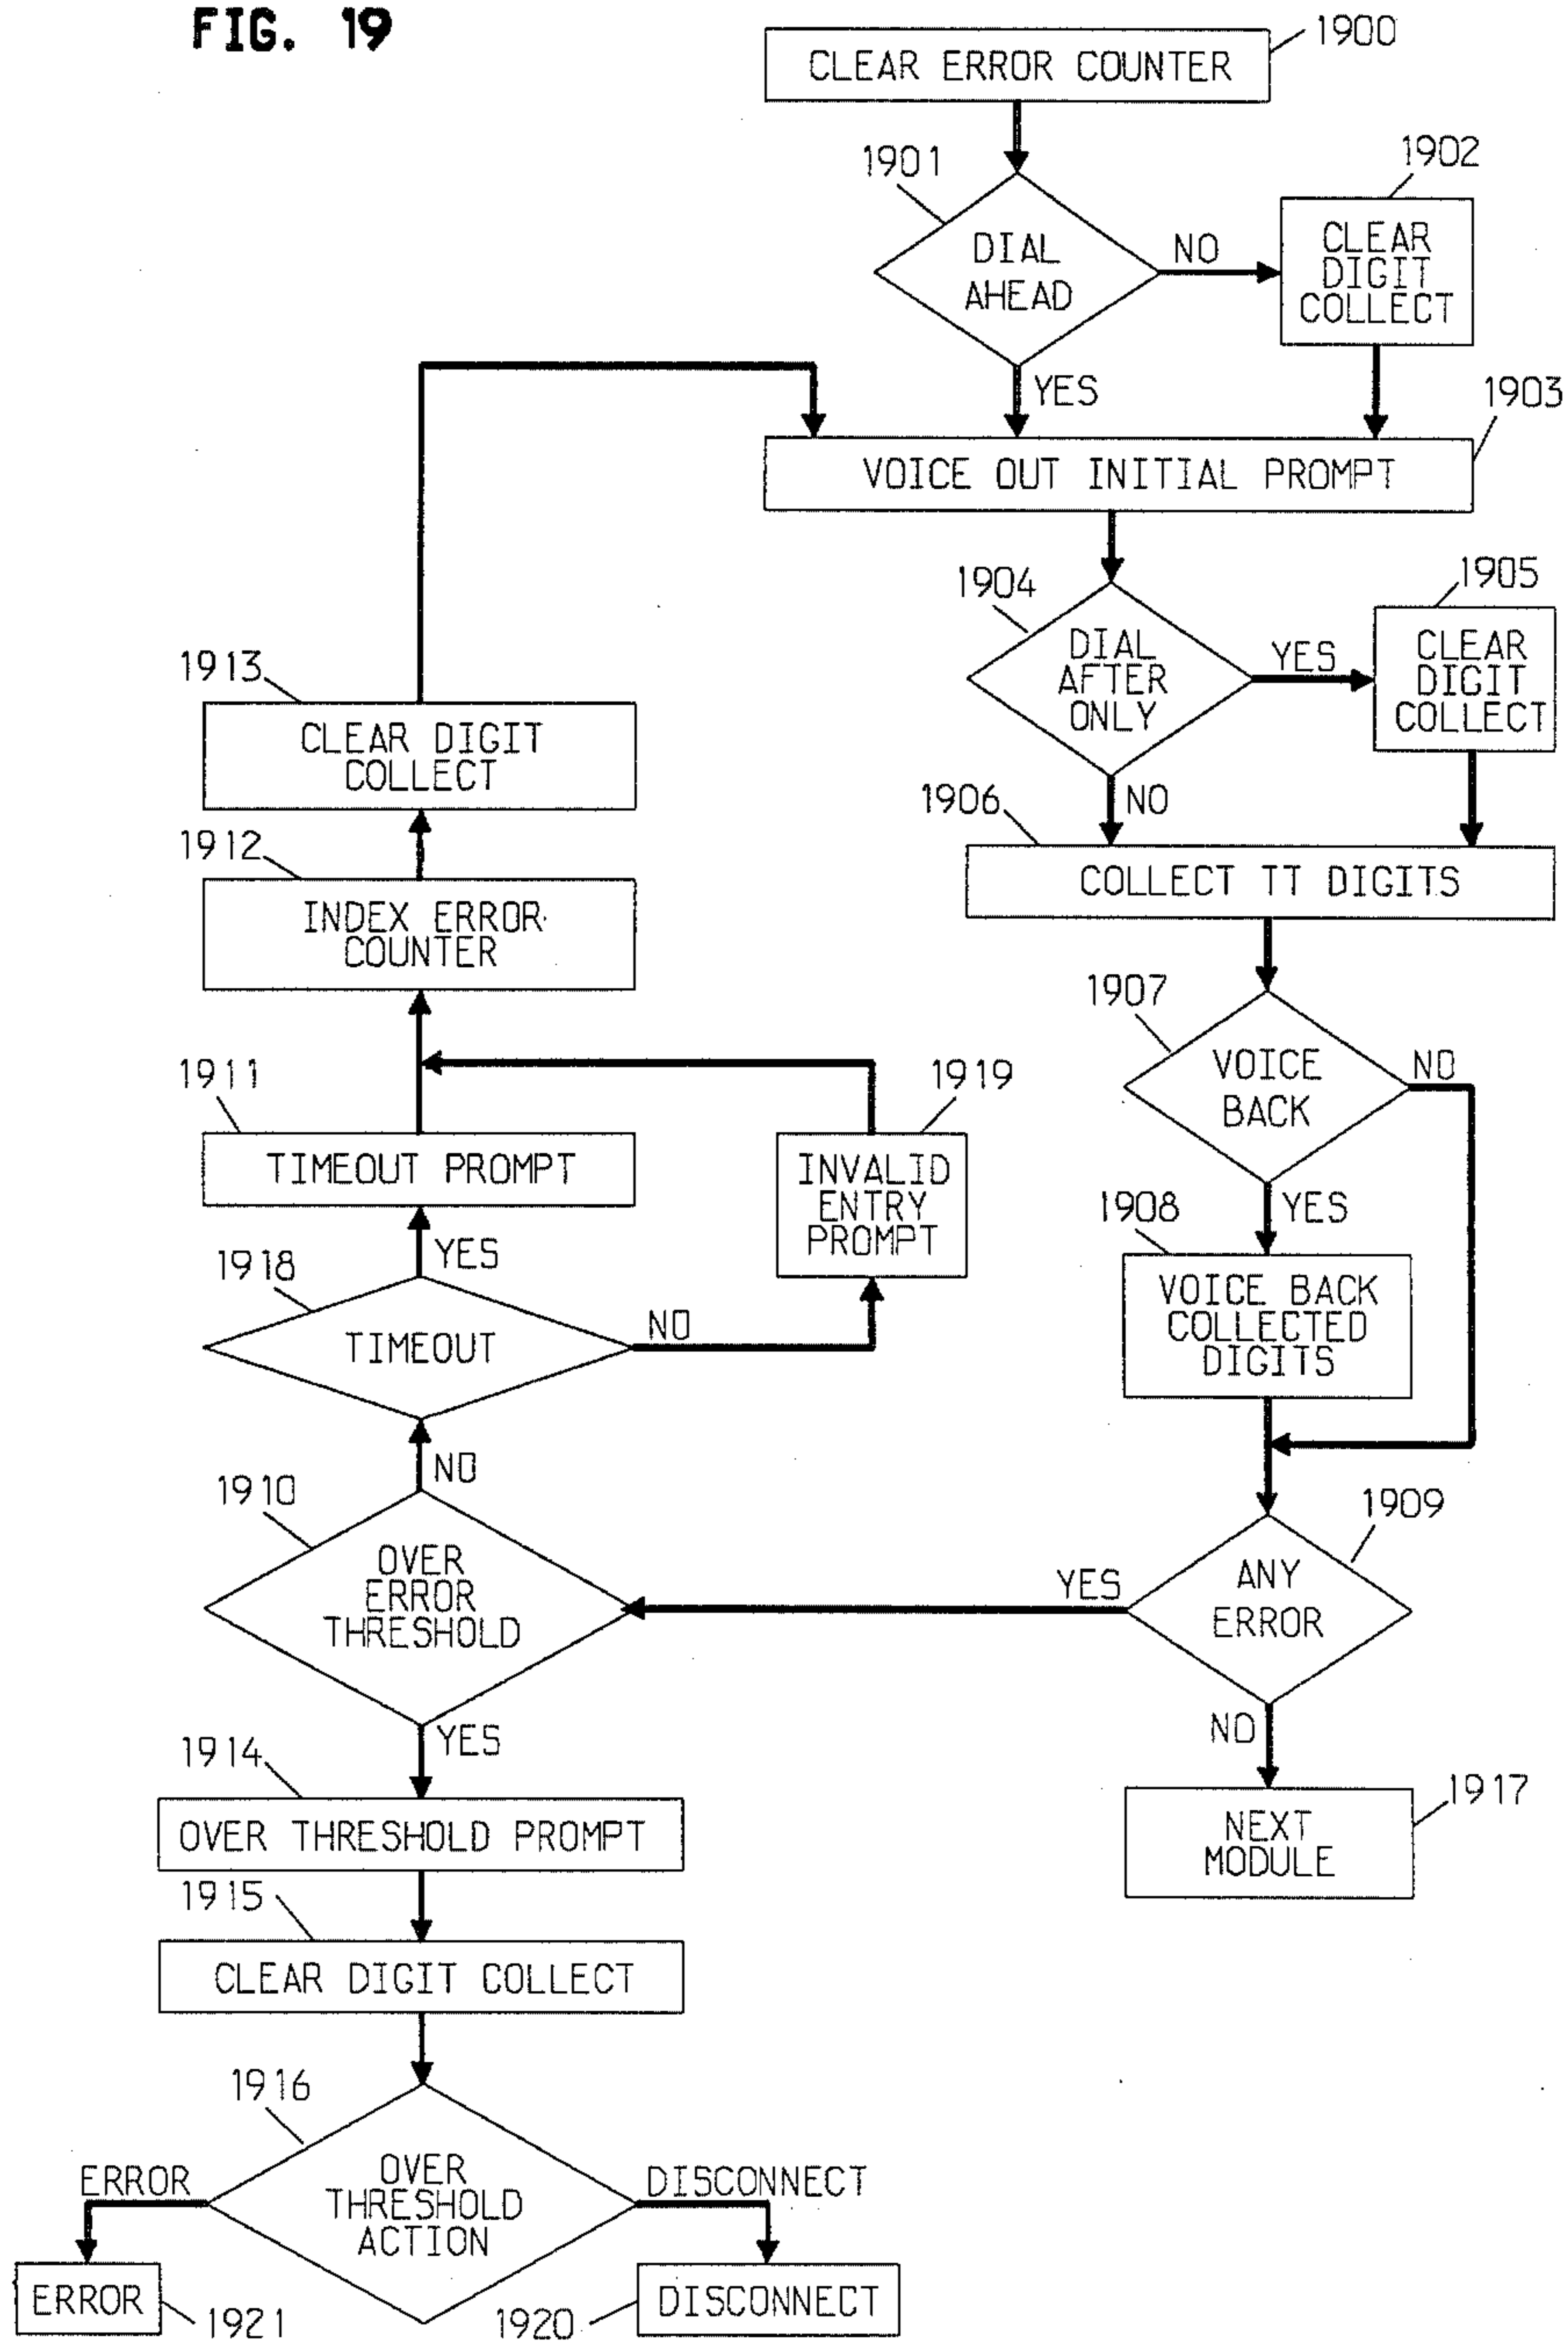 FIG. 19
1900
CLEAR ERROR COUNTER
1901
DIAL
AHEAD
NO
YES
1902
CLEAR
DIGIT
COLLECT
1903
VOICE OUT INITIAL PROMPT
1904
DIAL
AFTER
ONLY
YES
NO
1905
CLEAR
DIGIT
COLLECT
1906
COLLECT TT DIGITS
1907
VOICE
BACK
NO
YES
1908
VOICE BACK
COLLECTED
DIGITS
1909
ANY
ERROR
YES
NO
1917
NEXT
MODULE
1913
CLEAR DIGIT
COLLECT
1912
INDEX ERROR
COUNTER
1911
TIMEOUT PROMPT
1919
INVALID
ENTRY
PROMPT
1918
YES
TIMEOUT
NO
1910
NO
OVER
ERROR
THRESHOLD
YES
1914
OVER THRESHOLD PROMPT
1915
CLEAR DIGIT COLLECT
1916
OVER
THRESHOLD
ACTION
ERROR
DISCONNECT
ERROR
1921
1920
DISCONNECT